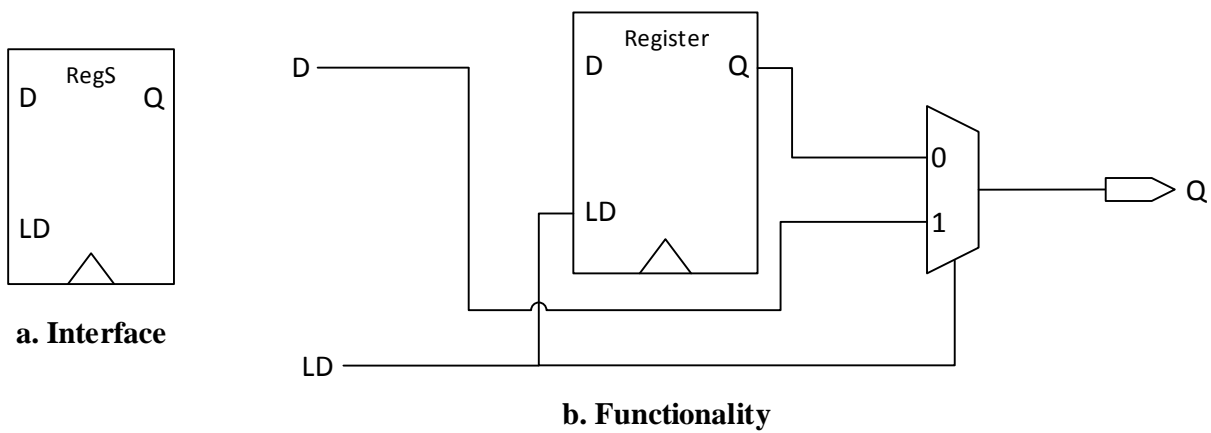 RegS
D Q
LD
a. Interface
D
Register
D Q
LD
0
1
Q
LD
b. Functionality